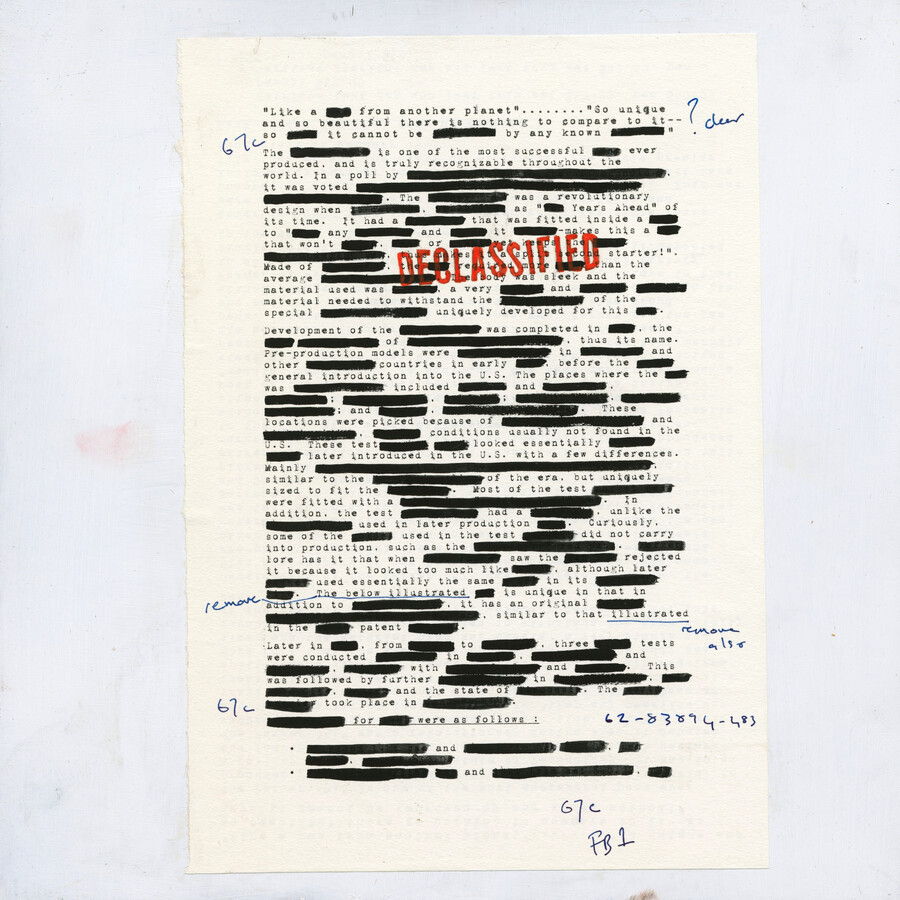 "Like a from another planet"........"So unique
and so beautiful there is nothing to compare to it--
so it cannot be by any known "
?
clear
67c
The is one of the most successful ever
produced, and is truly recognizable throughout the
world. In a poll by ,
it was voted
. The was a revolutionary
design when , as " Years Ahead" of
its time. It had a that was fitted inside a
to " any and it -makes this a
that won't , or keeps the
, and makes a split second starter!".
DECLASSIFIED
Made of , the required more than the
average . body was sleek and the
material used was , a very and
material needed to withstand the of the
special uniquely developed for this .
Development of the was completed in , the
of , thus its name.
Pre-production models were in and
other countries in early , before the
general introduction into the U.S. The places where the
was included and
; , ,
; and , . These
locations were picked because of and
, conditions usually not found in the
U.S. These test looked essentially
later introduced in the U.S. with a few differences.
Mainly ,
similar to the of the era, but uniquely
sized to fit the . Most of the test
were fitted with a . In
addition, the test had a unlike the
used in later production . Curiously,
some of the used in the test did not carry
into production, such as the .
lore has it that when saw the rejected
it because it looked too much like , although later
used essentially the same in its
. The below illustrated is unique in that in
remove
addition to , it has an original
, similar to that illustrated
in the patent .
remove
also
Later in , from to , three tests
were conducted in , and
, with and . This
was followed by further in ,
, and the state of . The
67c
took place in .
for were as follows :
62-83894-483
• and ,
,
• and ,
67c
FB1